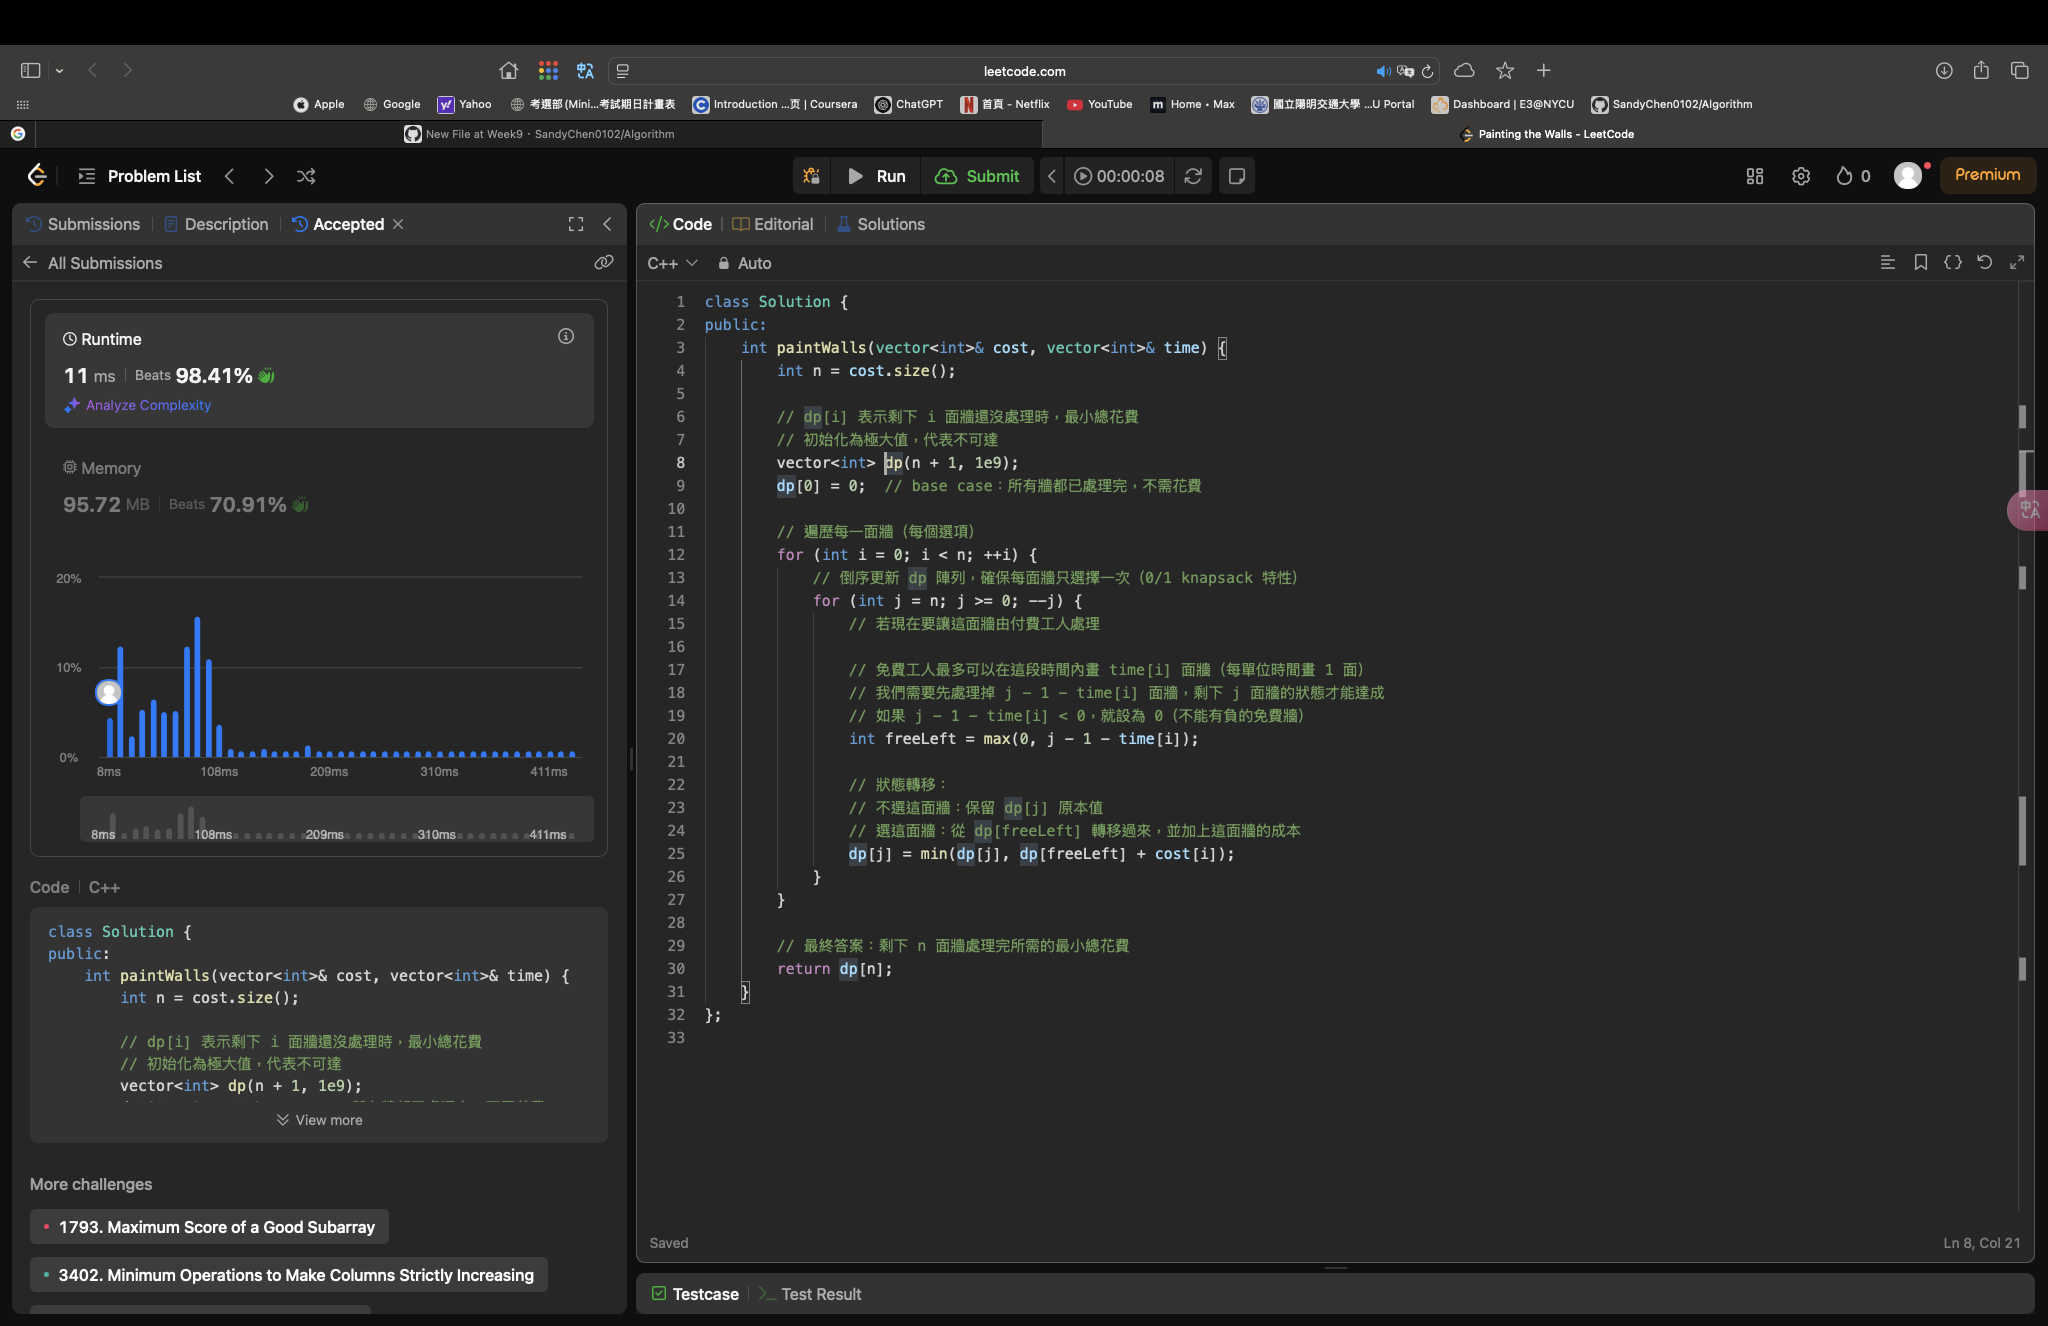 leetcode.com
Apple Google Yahoo 考選部 (Mini...考試期日計畫表 Introduction ...页 | Coursera ChatGPT 首頁 - Netflix YouTube Home • Max 國立陽明交通大學 ...U Portal Dashboard | E3@NYCU SandyChen0102/Algorithm
New File at Week9 · SandyChen0102/Algorithm
Painting the Walls - LeetCode
Problem List
Run
Submit
00:00:08
0
Premium
Submissions
Description
Accepted
All Submissions
Runtime
11 ms
Beats 98.41%
Analyze Complexity
Memory
95.72 MB
Beats 70.91%
20%
10%
0%
8ms 108ms 209ms 310ms 411ms
8ms 108ms 209ms 310ms 411ms
Code
C++
class Solution {
public:
int paintWalls(vector<int>& cost, vector<int>& time) {
int n = cost.size();
// dp[i] 表示剩下 i 面牆還沒處理時，最小總花費
// 初始化為極大值，代表不可達
vector<int> dp(n + 1, 1e9);
View more
More challenges
1793. Maximum Score of a Good Subarray
3402. Minimum Operations to Make Columns Strictly Increasing
Code
Editorial
Solutions
C++
Auto
1 class Solution {
2 public:
3 int paintWalls(vector<int>& cost, vector<int>& time) {
4 int n = cost.size();
5
6 // dp[i] 表示剩下 i 面牆還沒處理時，最小總花費
7 // 初始化為極大值，代表不可達
8 vector<int> dp(n + 1, 1e9);
9 dp[0] = 0; // base case：所有牆都已處理完，不需花費
10
11 // 遍歷每一面牆（每個選項）
12 for (int i = 0; i < n; ++i) {
13 // 倒序更新 dp 陣列，確保每面牆只選擇一次（0/1 knapsack 特性）
14 for (int j = n; j >= 0; --j) {
15 // 若現在要讓這面牆由付費工人處理
16
17 // 免費工人最多可以在這段時間內畫 time[i] 面牆（每單位時間畫 1 面）
18 // 我們需要先處理掉 j - 1 - time[i] 面牆，剩下 j 面牆的狀態才能達成
19 // 如果 j - 1 - time[i] < 0，就設為 0（不能有負的免費牆）
20 int freeLeft = max(0, j - 1 - time[i]);
21
22 // 狀態轉移：
23 // 不選這面牆：保留 dp[j] 原本值
24 // 選這面牆：從 dp[freeLeft] 轉移過來，並加上這面牆的成本
25 dp[j] = min(dp[j], dp[freeLeft] + cost[i]);
26 }
27 }
28
29 // 最終答案：剩下 n 面牆處理完所需的最小總花費
30 return dp[n];
31 }
32 };
33
Saved
Ln 8, Col 21
Testcase
Test Result